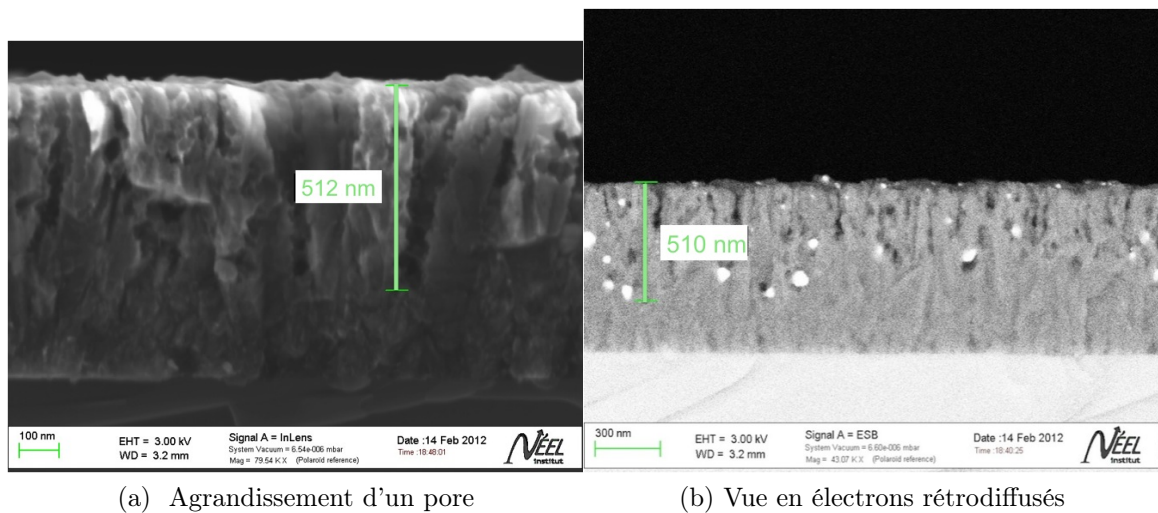 512 nm
100 nm
EHT = 3.00 kV
WD = 3.2 mm
Signal A = InLens
System Vacuum = 6.54e-006 mbar
Mag = 79.54 K X (Polaroid reference)
Date :14 Feb 2012
Time :18:48:01
NÉEL
institut
510 nm
300 nm
EHT = 3.00 kV
WD = 3.2 mm
Signal A = ESB
System Vacuum = 6.60e-006 mbar
Mag = 43.07 K X (Polaroid reference)
Date :14 Feb 2012
Time :18:40:25
NÉEL
institut
(a) Agrandissement d'un pore
(b) Vue en électrons rétrodiffusés